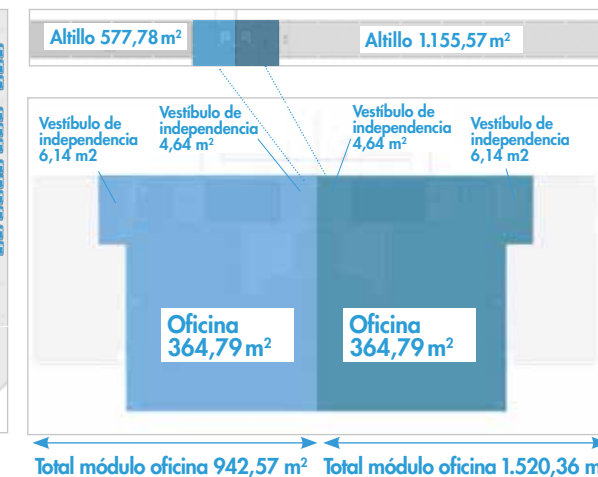 Altillo 577,78 m²
Altillo 1.155,57 m²
Vestíbulo de
independencia
6,14 m2
Vestíbulo de
independencia
4,64 m²
Vestíbulo de
independencia
4,64 m²
Vestíbulo de
independencia
6,14 m2
Oficina
364,79 m²
Oficina
364,79 m²
Total módulo oficina 942,57 m²
Total módulo oficina 1.520,36 m